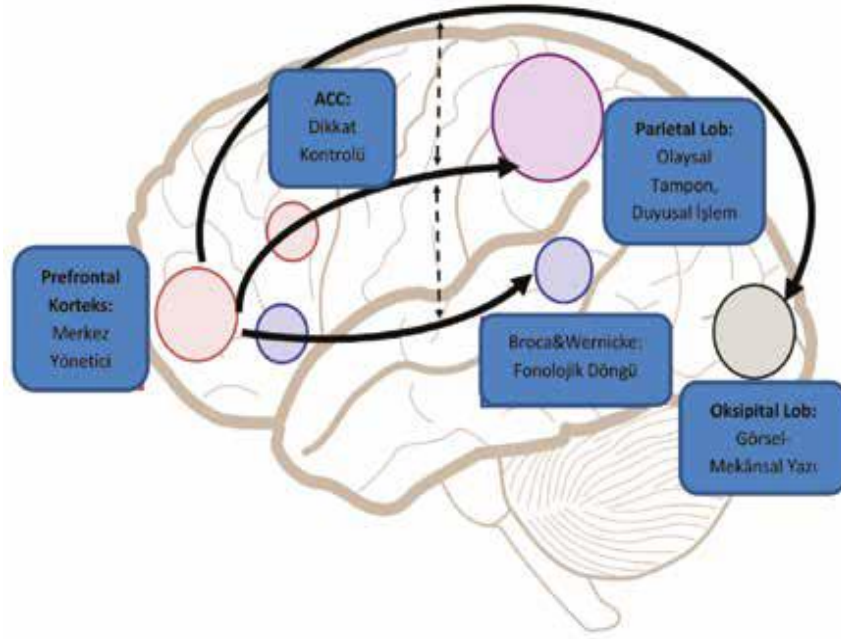 ACC:
Dikkat
Kontrolü
Parietal Lob:
Olaysal
Tampon,
Duyusal İşlem
Prefrontal
Korteks:
Merkez
Yönetici
Broca&Wernicke:
Fonolojik Döngü
Oksipital Lob:
Görsel-
Mekânsal Yazı